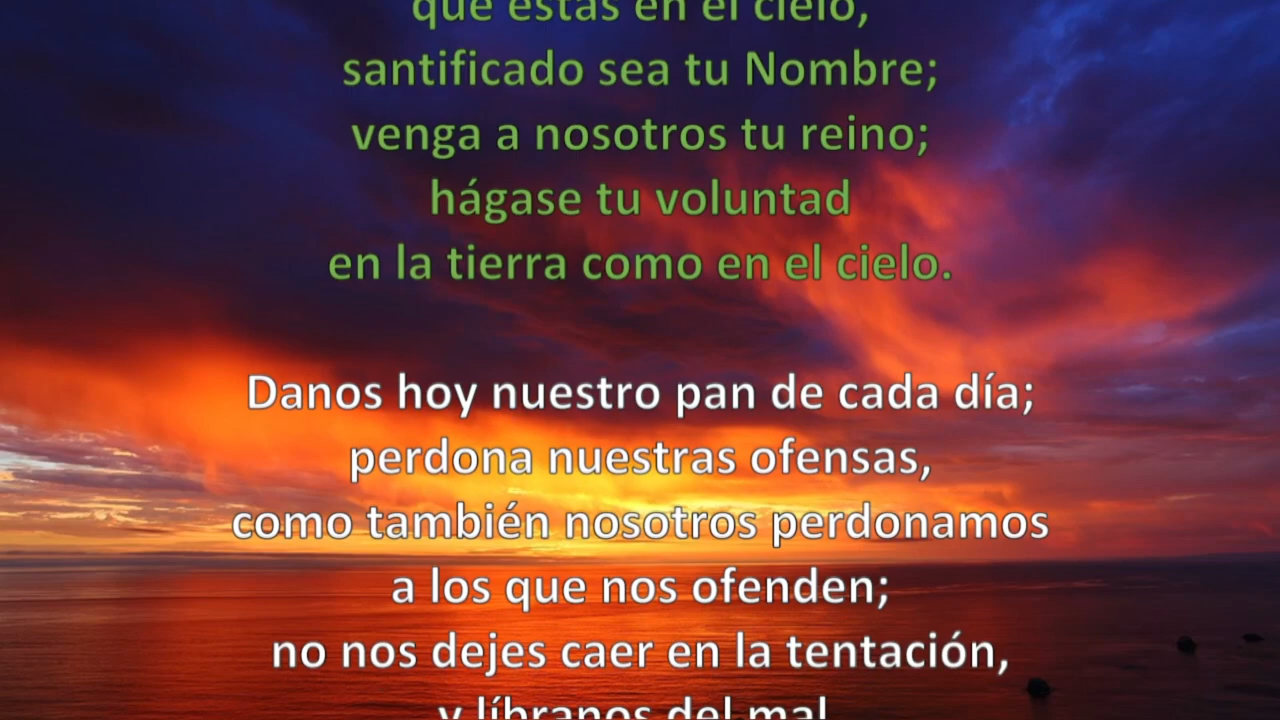 que estás en el cielo,
santificado sea tu Nombre;
venga a nosotros tu reino;
hágase tu voluntad
en la tierra como en el cielo.
Danos hoy nuestro pan de cada día;
perdona nuestras ofensas,
como también nosotros perdonamos
a los que nos ofenden;
no nos dejes caer en la tentación,
y líbranos del mal